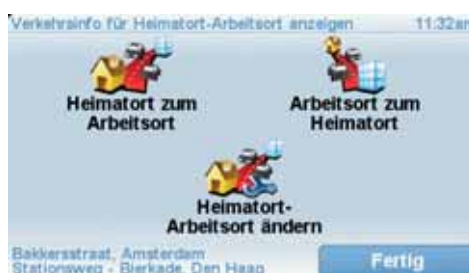 Verkehrsinfo für Heimatort-Arbeitsort anzeigen 11:32am
Heimatort zum
Arbeitsort
Arbeitsort zum
Heimatort
Heimatort-
Arbeitsort ändern
Bakkersstraat, Amsterdam
Stationsweg - Bierkade, Den Haag
Fertig